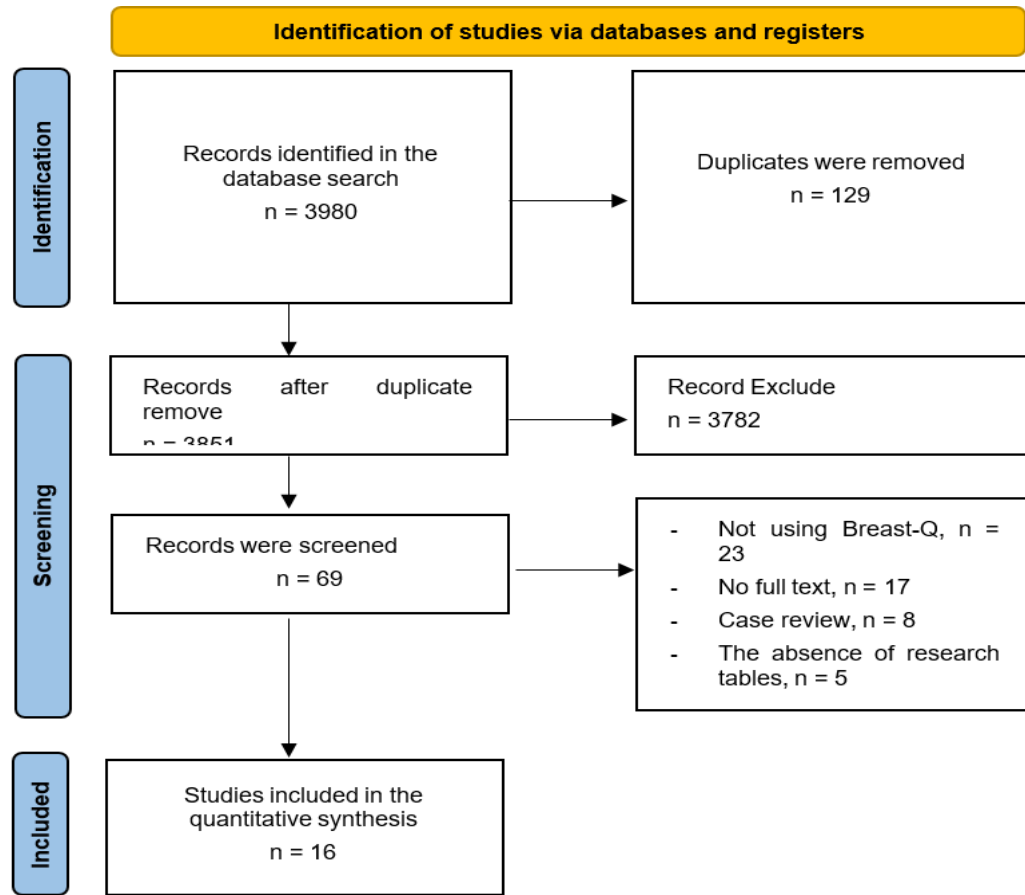 Identification of studies via databases and registers
Identification
Records identified in the
database search
n = 3980
Duplicates were removed
n = 129
Screening
Records after duplicate
remove
n = 3851
Record Exclude
n = 3782
Records were screened
n = 69
- Not using Breast-Q, n =
23
- No full text, n = 17
- Case review, n = 8
- The absence of research
tables, n = 5
Included
Studies included in the
quantitative synthesis
n = 16